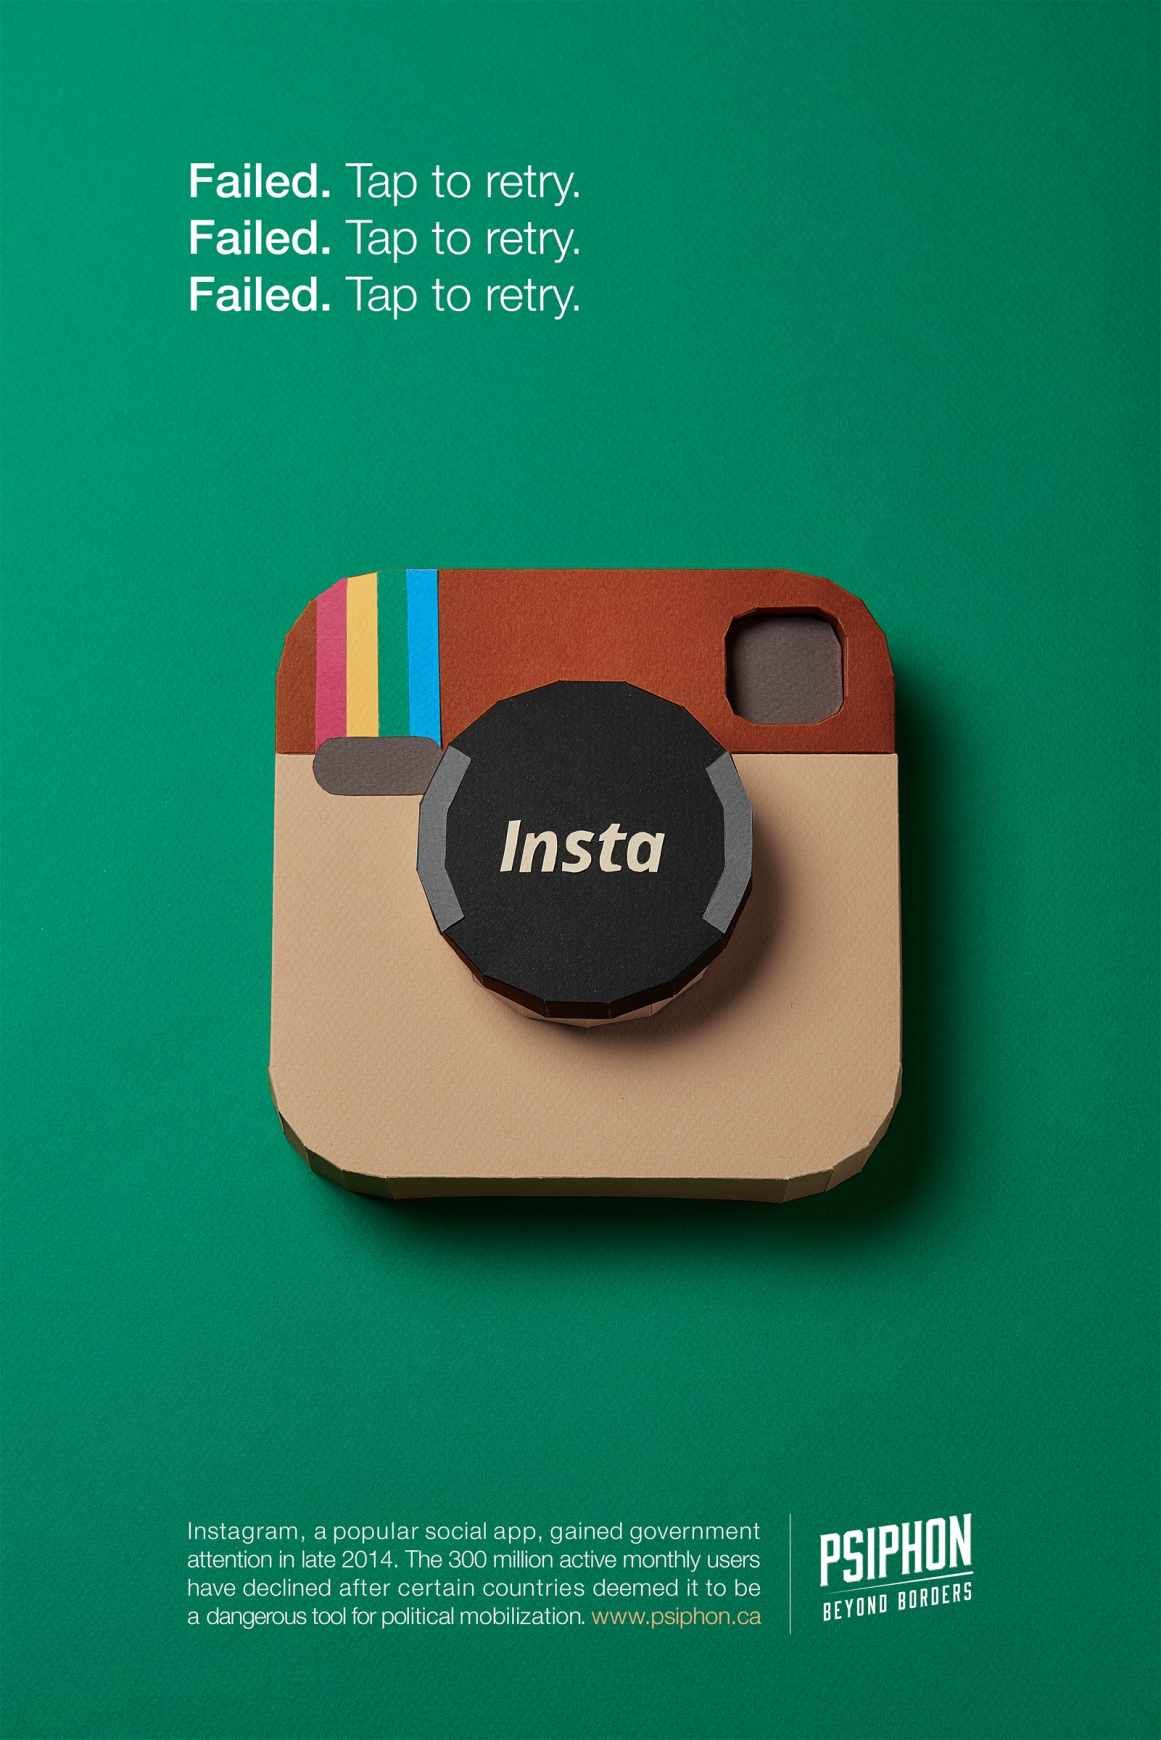 Failed. Tap to retry.
Failed. Tap to retry.
Failed. Tap to retry.
Insta
Instagram, a popular social app, gained government
attention in late 2014. The 300 million active monthly users
have declined after certain countries deemed it to be
a dangerous tool for political mobilization. www.psiphon.ca
PSIPHON
BEYOND BORDERS